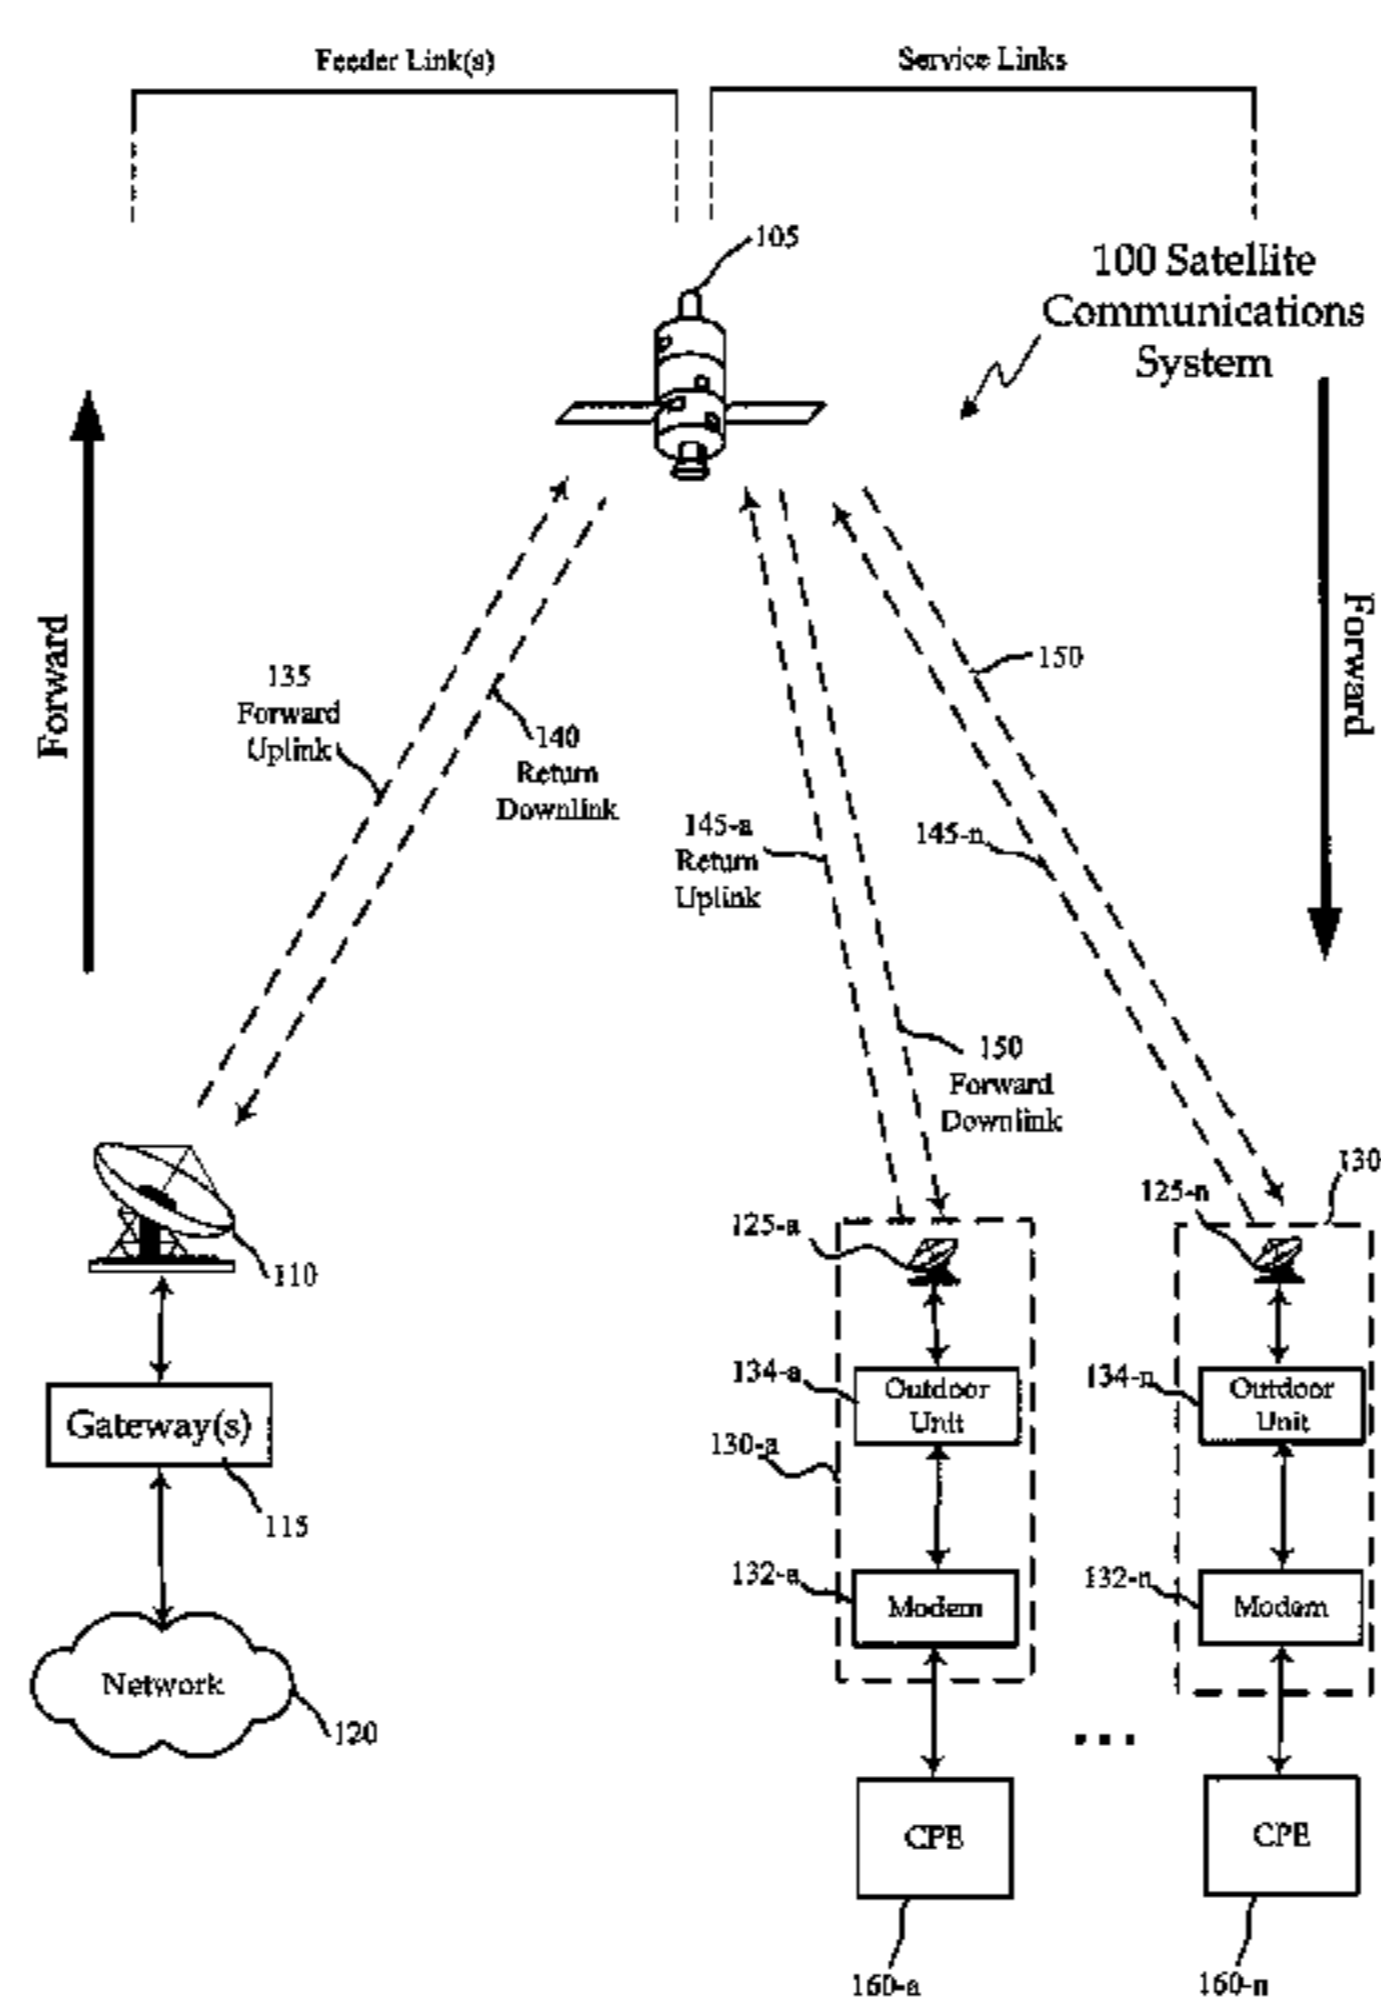 Feeder Link(s)
Service Links
105
100 Satellite
Communications
System
Forward
Forward
135
Forward
Uplink
140
Return
Downlink
150
145-a
Return
Uplink
145-n
150
Forward
Downlink
130
125-n
125-a
110
134-a
Outdoor
Unit
134-n
Outdoor
Unit
Gateway(s)
130-a
115
132-a
Modem
132-n
Modem
Network
120
...
CPE
CPE
160-a
160-n